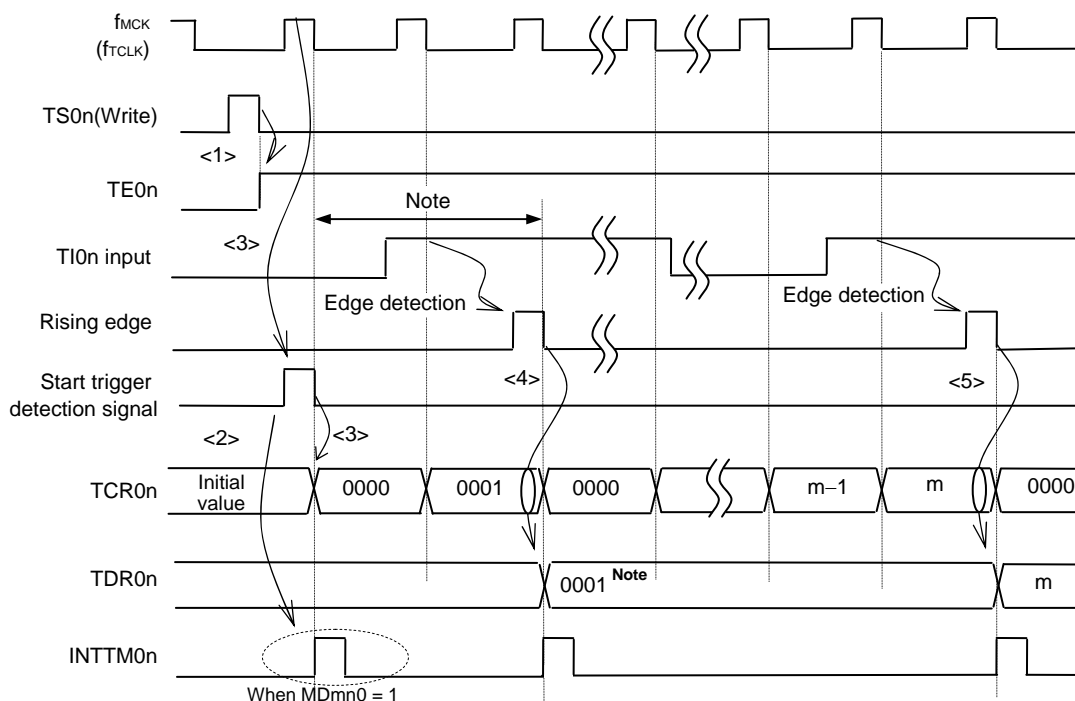 fMCK
(fTCLK)
TS0n(Write)
<1>
TE0n
Note
<3>
TI0n input
Edge detection
Edge detection
Rising edge
<4>
<5>
Start trigger
detection signal
<2>
<3>
TCR0n
Initial
value
0000
0001
0000
m−1
m
0000
TDR0n
0001 Note
m
INTTM0n
When MDmn0 = 1